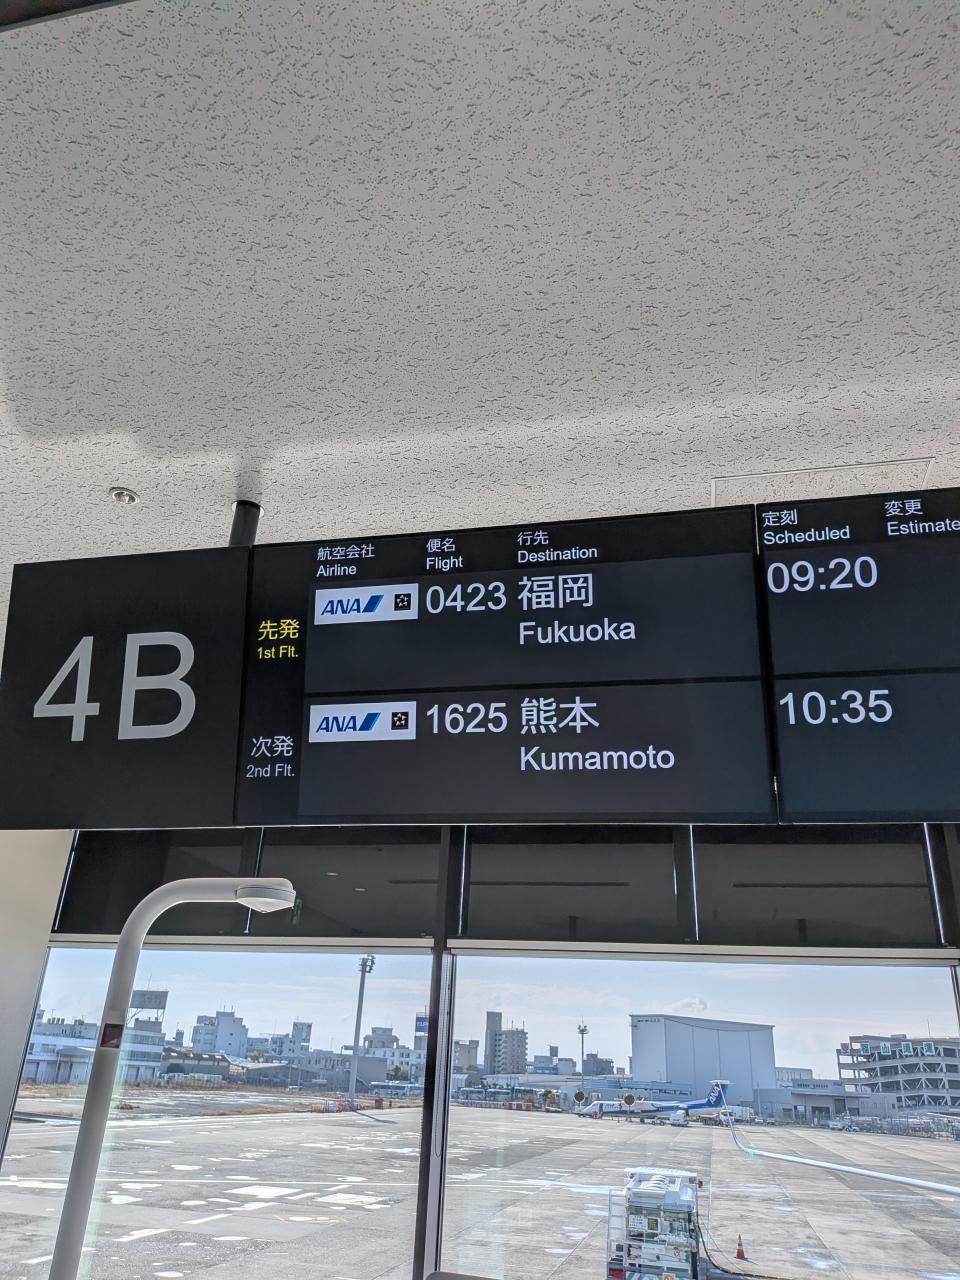 4B
航空会社 便名 行先 定刻 変更
Airline Flight Destination Scheduled Estimate
先発 ANA 0423 福岡 09:20
1st Flt. Fukuoka
次発 ANA 1625 熊本 10:35
2nd Flt. Kumamoto
ANA